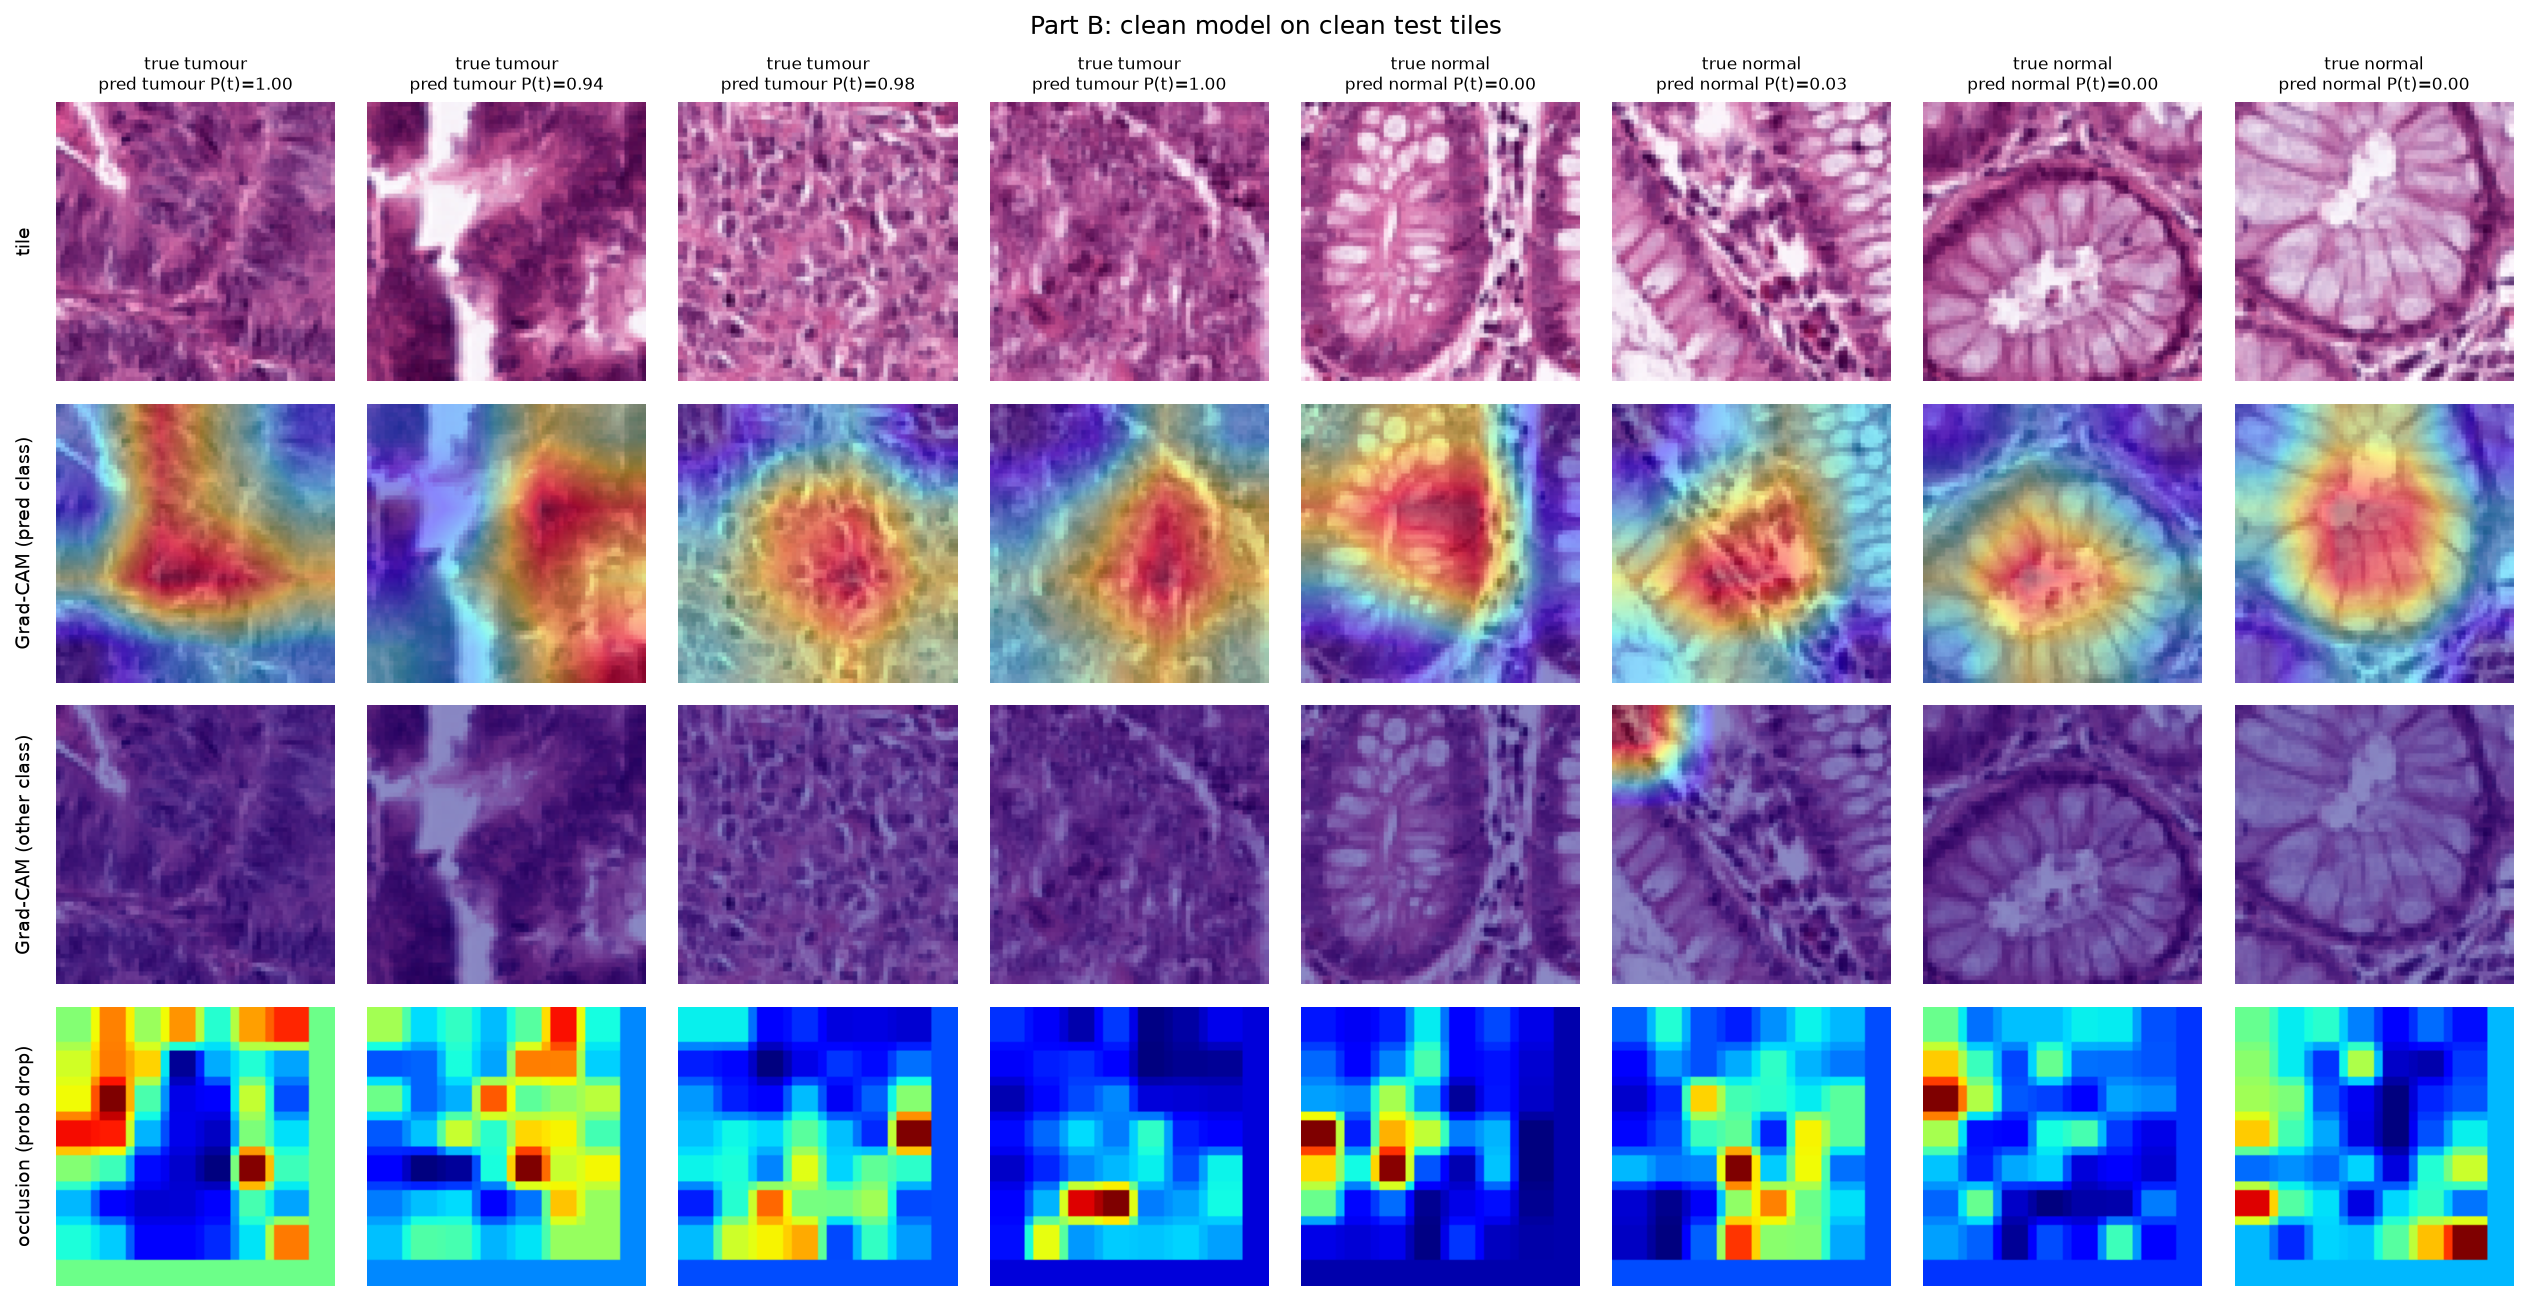 Part B: clean model on clean test tiles
true tumour
pred tumour P(t)=1.00
true tumour
pred tumour P(t)=0.94
true tumour
pred tumour P(t)=0.98
true tumour
pred tumour P(t)=1.00
true normal
pred normal P(t)=0.00
true normal
pred normal P(t)=0.03
true normal
pred normal P(t)=0.00
true normal
pred normal P(t)=0.00
tile
Grad-CAM (pred class)
Grad-CAM (other class)
occlusion (prob drop)